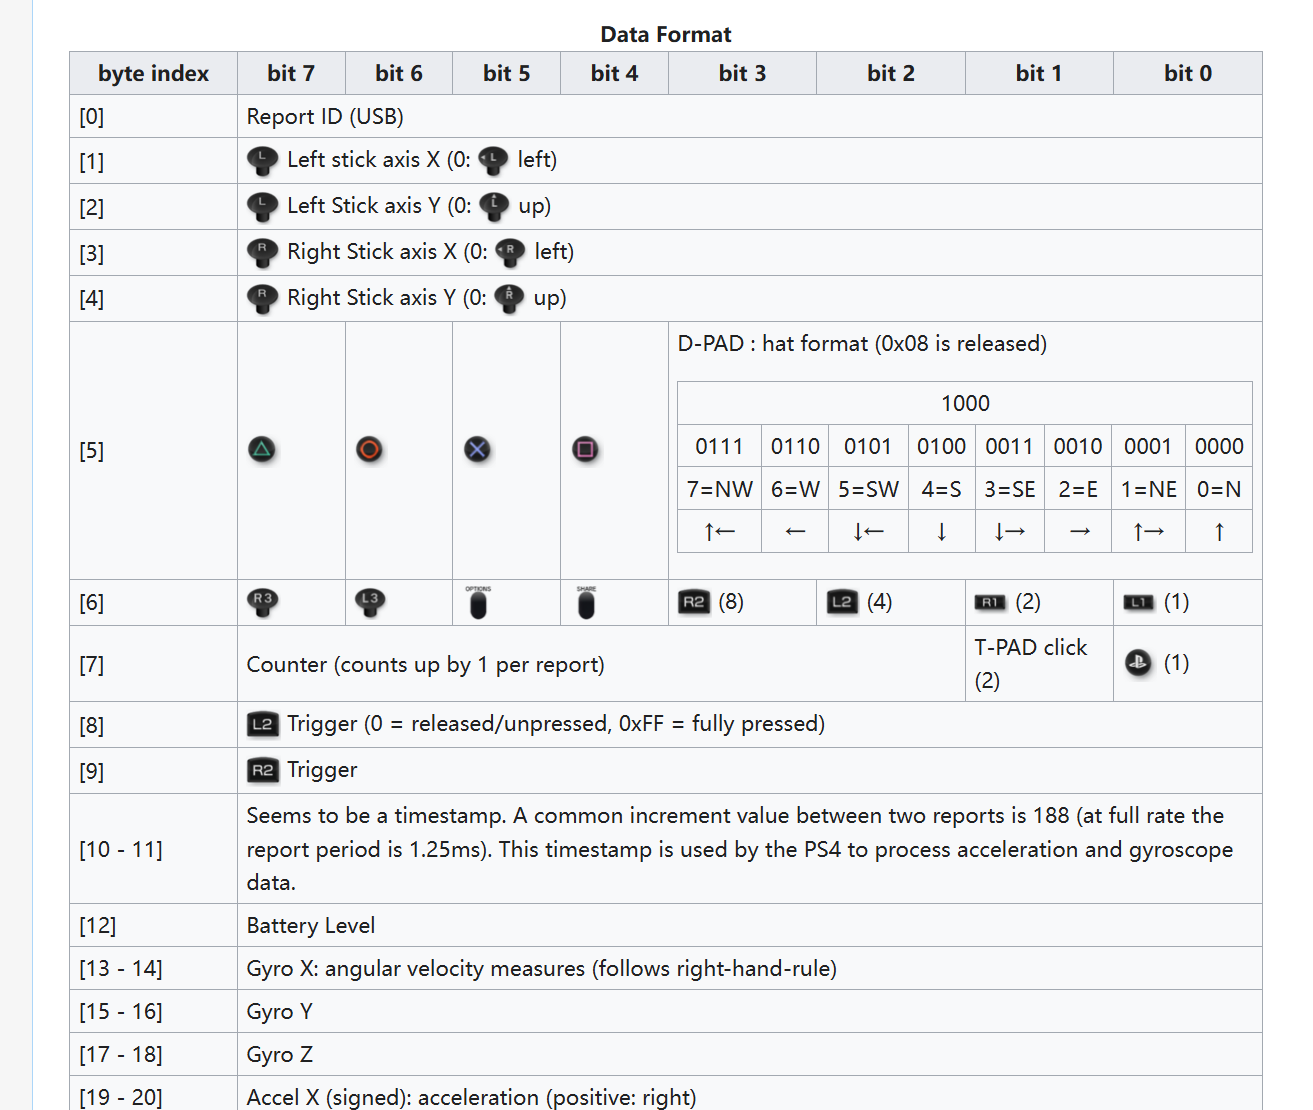 Data Format
byte index bit 7 bit 6 bit 5 bit 4 bit 3 bit 2 bit 1 bit 0
[0] Report ID (USB)
[1] L Left stick axis X (0: L left)
[2] L Left Stick axis Y (0: L up)
[3] R Right Stick axis X (0: R left)
[4] R Right Stick axis Y (0: R up)
D-PAD : hat format (0x08 is released)
1000
0111 0110 0101 0100 0011 0010 0001 0000
[5]
7=NW 6=W 5=SW 4=S 3=SE 2=E 1=NE 0=N
↑← ← ↓← ↓ ↓→ → ↑→ ↑
[6] R3 L3 OPTIONS SHARE R2 (8) L2 (4) R1 (2) L1 (1)
[7] Counter (counts up by 1 per report) T-PAD click
(2) (1)
[8] L2 Trigger (0 = released/unpressed, 0xFF = fully pressed)
[9] R2 Trigger
[10 - 11] Seems to be a timestamp. A common increment value between two reports is 188 (at full rate the
report period is 1.25ms). This timestamp is used by the PS4 to process acceleration and gyroscope
data.
[12] Battery Level
[13 - 14] Gyro X: angular velocity measures (follows right-hand-rule)
[15 - 16] Gyro Y
[17 - 18] Gyro Z
[19 - 20] Accel X (signed): acceleration (positive: right)